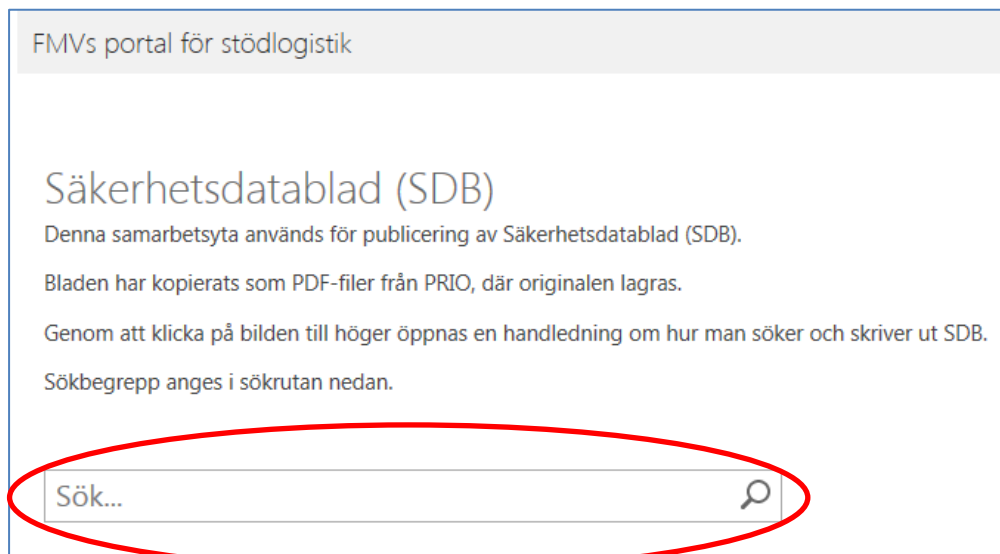 FMVs portal för stödlogistik
Säkerhetsdatablad (SDB)
Denna samarbetsyta används för publicering av Säkerhetsdatablad (SDB).
Bladen har kopierats som PDF-filer från PRIO, där originalen lagras.
Genom att klicka på bilden till höger öppnas en handledning om hur man söker och skriver ut SDB.
Sökbegrepp anges i sökrutan nedan.
Sök...